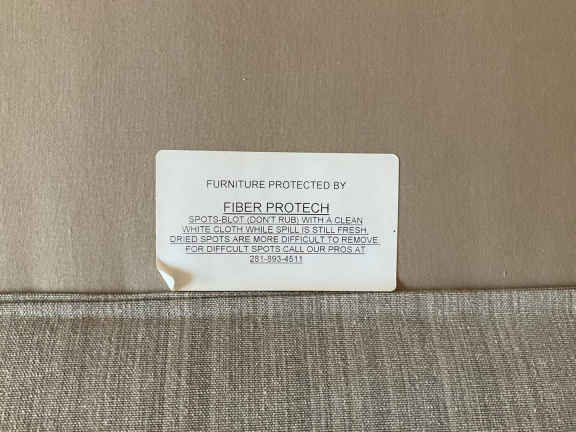 FURNITURE PROTECTED BY
FIBER PROTECH
SPOTS-BLOT (DON'T RUB) WITH A CLEAN
WHITE CLOTH WHILE SPILL IS STILL FRESH.
DRIED SPOTS ARE MORE DIFFICULT TO REMOVE.
FOR DIFFCULT SPOTS CALL OUR PROS AT
281-893-4511